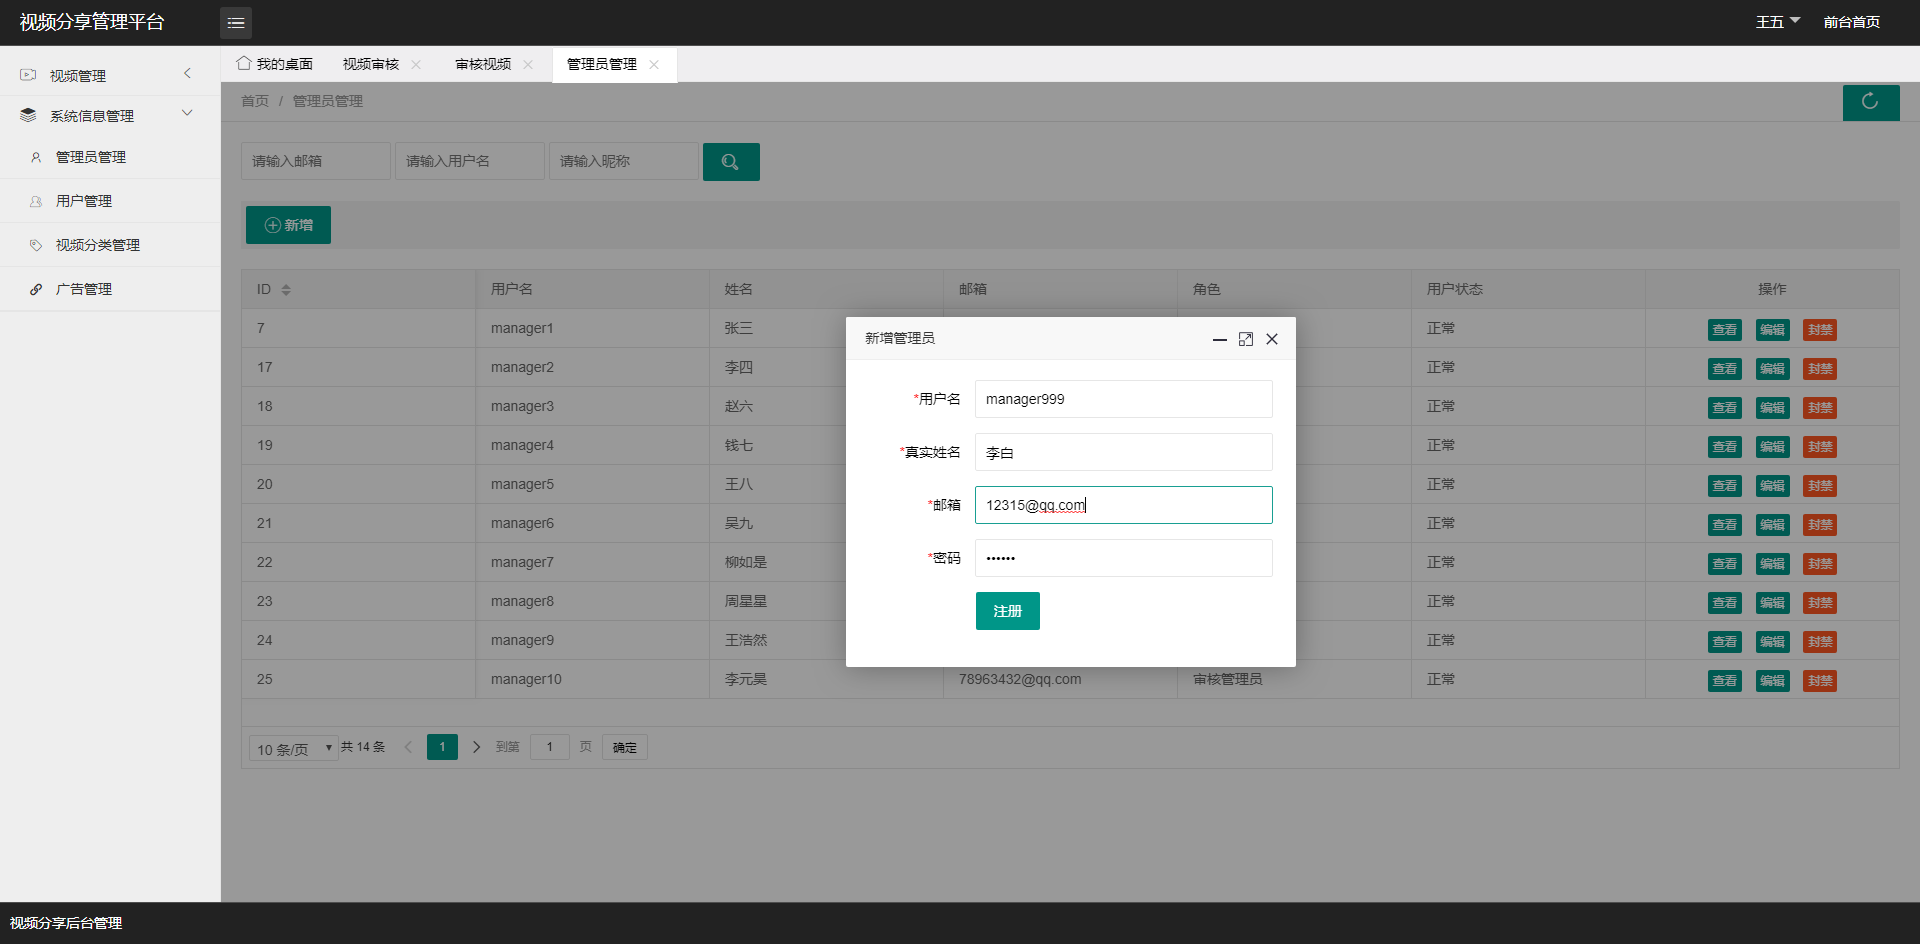 视频分享管理平台
王五 前台首页
视频管理
系统信息管理
管理员管理
用户管理
视频分类管理
广告管理
我的桌面 视频审核 审核视频 管理员管理
首页 / 管理员管理
请输入邮箱 请输入用户名 请输入昵称
新增
ID 用户名 姓名 邮箱 角色 用户状态 操作
7 manager1 张三 正常 查看 编辑 封禁
17 manager2 李四 正常 查看 编辑 封禁
18 manager3 赵六 正常 查看 编辑 封禁
19 manager4 钱七 正常 查看 编辑 封禁
20 manager5 王八 正常 查看 编辑 封禁
21 manager6 吴九 正常 查看 编辑 封禁
22 manager7 柳如是 正常 查看 编辑 封禁
23 manager8 周星星 正常 查看 编辑 封禁
24 manager9 王浩然 正常 查看 编辑 封禁
25 manager10 李元昊 78963432@qq.com 审核管理员 正常 查看 编辑 封禁
10 条/页 共 14 条 1 到第 1 页 确定
新增管理员
*用户名 manager999
*真实姓名 李白
*邮箱 12315@qq.com
*密码 ••••••
注册
视频分享后台管理